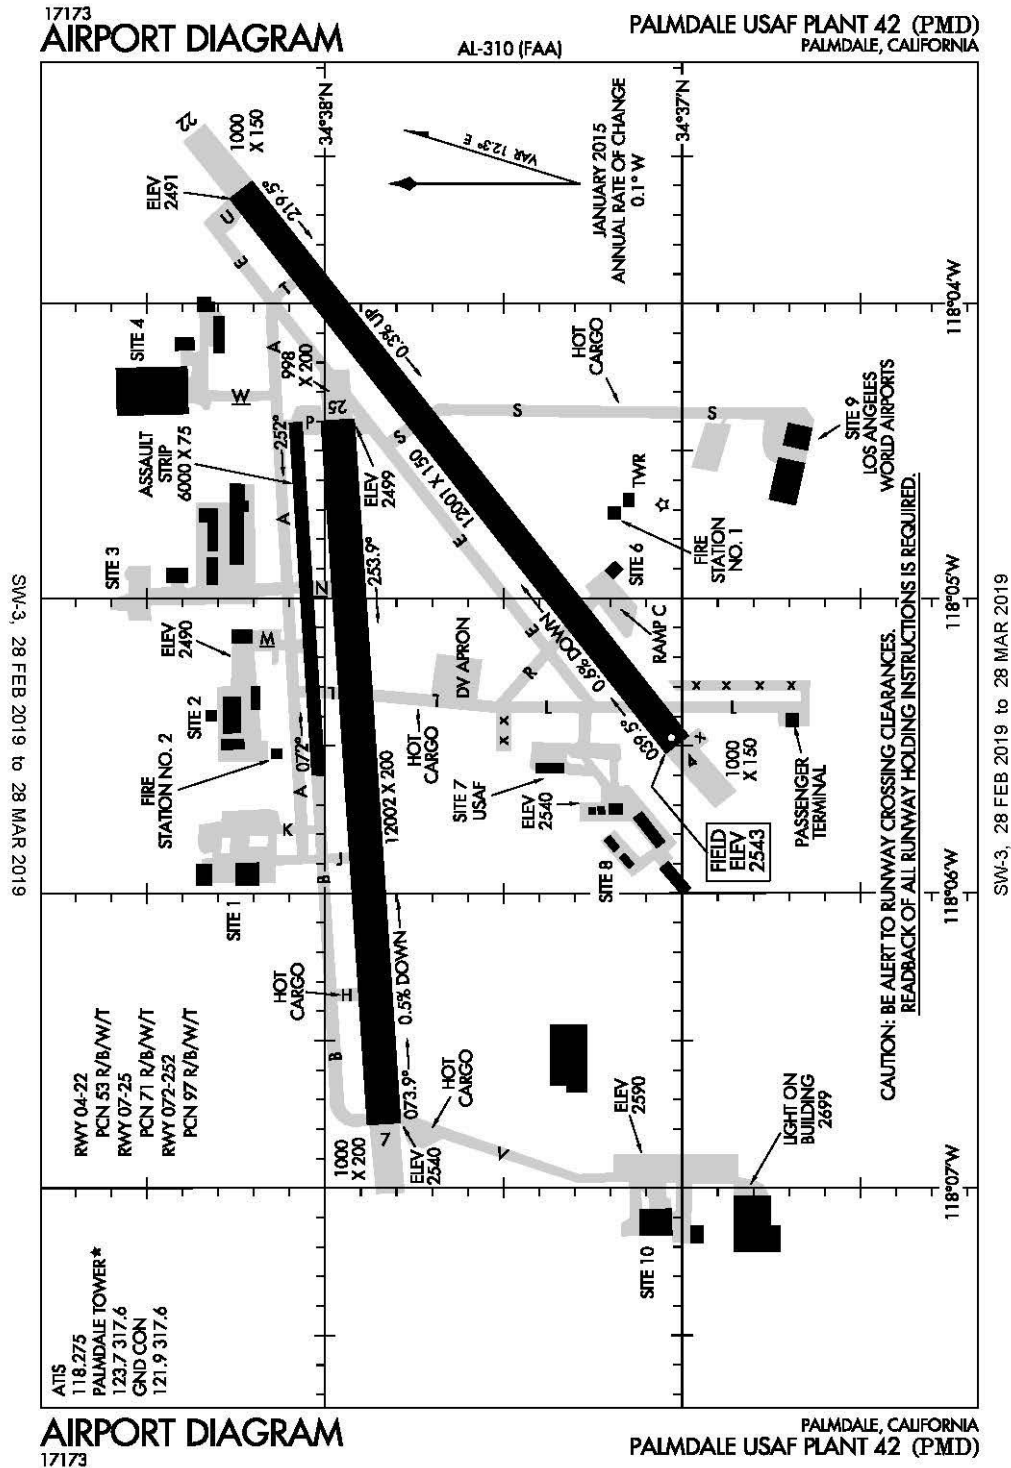 17173
AIRPORT DIAGRAM
AL-310 (FAA)
PALMDALE USAF PLANT 42 (PMD)
PALMDALE, CALIFORNIA
ATIS
118.275
PALMDALE TOWER★
123.7 317.6
GND CON
121.9 317.6
RWY 04-22
PCN 53 R/B/W/T
RWY 07-25
PCN 71 R/B/W/T
RWY 072-252
PCN 97 R/B/W/T
22
1000
X 150
ELEV
2491
U
←219.5°
E
T
34°38'N
34°37'N
VAR 12.3° E
JANUARY 2015
ANNUAL RATE OF CHANGE
0.1° W
118°04'W
SITE 4
W
A
998
X 200
0.3% UP
HOT
CARGO
S
S
S
SITE 9
LOS ANGELES
WORLD AIRPORTS
ASSAULT
STRIP
6000 X 75
←252°
P
25
ELEV
2499
12001 X 150
E
TWR
FIRE
STATION
NO. 1
SITE 6
RAMP C
SITE 3
A
N
253.9°
118°05'W
ELEV
2490
M
SITE 2
FIRE
STATION NO. 2
072°
A
L
L
L
L
DV APRON
HOT
CARGO
R
E
0.6% DOWN
039.5°
4
1000
X 150
X X X X
X X
PASSENGER
TERMINAL
12002 X 200
SITE 7
USAF
ELEV
2540
SITE 8
FIELD
ELEV
2543
K
J
B
SITE 1
118°06'W
HOT
CARGO
H
0.5% DOWN
B
073.9°
7
1000
X 200
ELEV
2540
HOT
CARGO
V
ELEV
2590
LIGHT ON
BUILDING
2699
SITE 10
118°07'W
CAUTION: BE ALERT TO RUNWAY CROSSING CLEARANCES.
READBACK OF ALL RUNWAY HOLDING INSTRUCTIONS IS REQUIRED.
SW-3, 28 FEB 2019 to 28 MAR 2019
SW-3, 28 FEB 2019 to 28 MAR 2019
AIRPORT DIAGRAM
17173
PALMDALE, CALIFORNIA
PALMDALE USAF PLANT 42 (PMD)